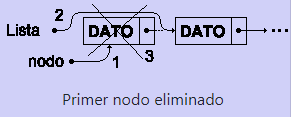 2
Lista DATO DATO ...
nodo 1 3
Primer nodo eliminado